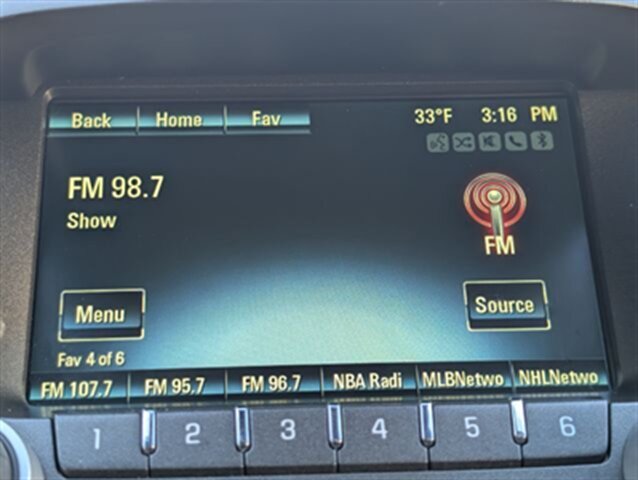 Back Home Fav 33°F 3:16 PM
FM 98.7
Show
FM
Menu Source
Fav 4 of 6
FM 107.7 FM 95.7 FM 96.7 NBA Radi MLBNetwo NHLNetwo
1 2 3 4 5 6